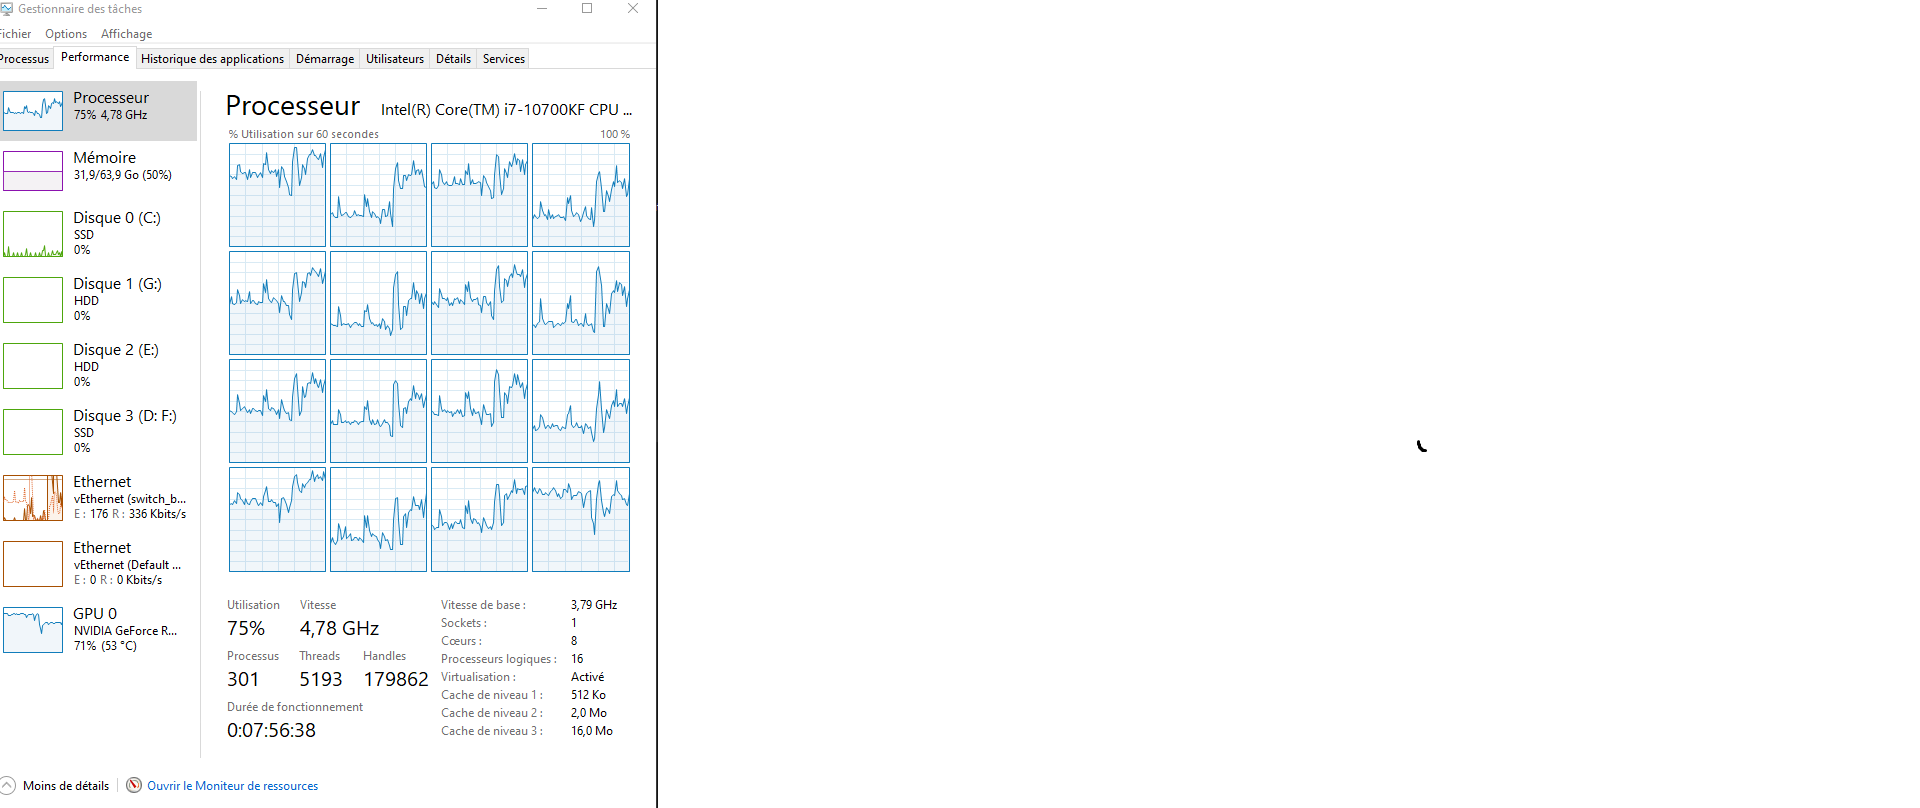 Gestionnaire des tâches
Fichier Options Affichage
Processus Performance Historique des applications Démarrage Utilisateurs Détails Services
Processeur
75% 4,78 GHz
Mémoire
31,9/63,9 Go (50%)
Disque 0 (C:)
SSD
0%
Disque 1 (G:)
HDD
0%
Disque 2 (E:)
HDD
0%
Disque 3 (D: F:)
SSD
0%
Ethernet
vEthernet (switch_b...
E : 176 R : 336 Kbits/s
Ethernet
vEthernet (Default ...
E : 0 R : 0 Kbits/s
GPU 0
NVIDIA GeForce R...
71% (53 °C)
Processeur Intel(R) Core(TM) i7-10700KF CPU ...
% Utilisation sur 60 secondes 100 %
Utilisation Vitesse
75% 4,78 GHz
Processus Threads Handles
301 5193 179862
Durée de fonctionnement
0:07:56:38
Vitesse de base : 3,79 GHz
Sockets : 1
Cœurs : 8
Processeurs logiques : 16
Virtualisation : Activé
Cache de niveau 1 : 512 Ko
Cache de niveau 2 : 2,0 Mo
Cache de niveau 3 : 16,0 Mo
Moins de détails Ouvrir le Moniteur de ressources